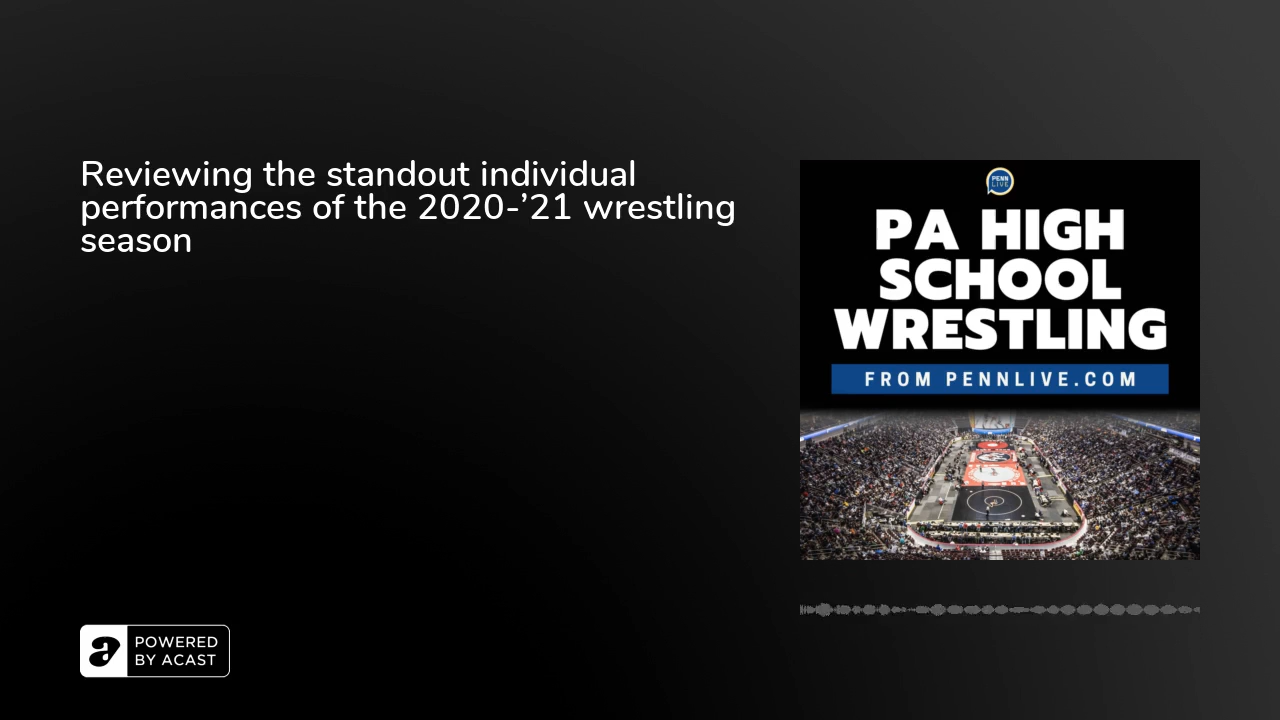 Reviewing the standout individual
performances of the 2020-’21 wrestling
season
PENN
LIVE
PA HIGH
SCHOOL
WRESTLING
FROM PENNLIVE.COM
POWERED
BY ACAST